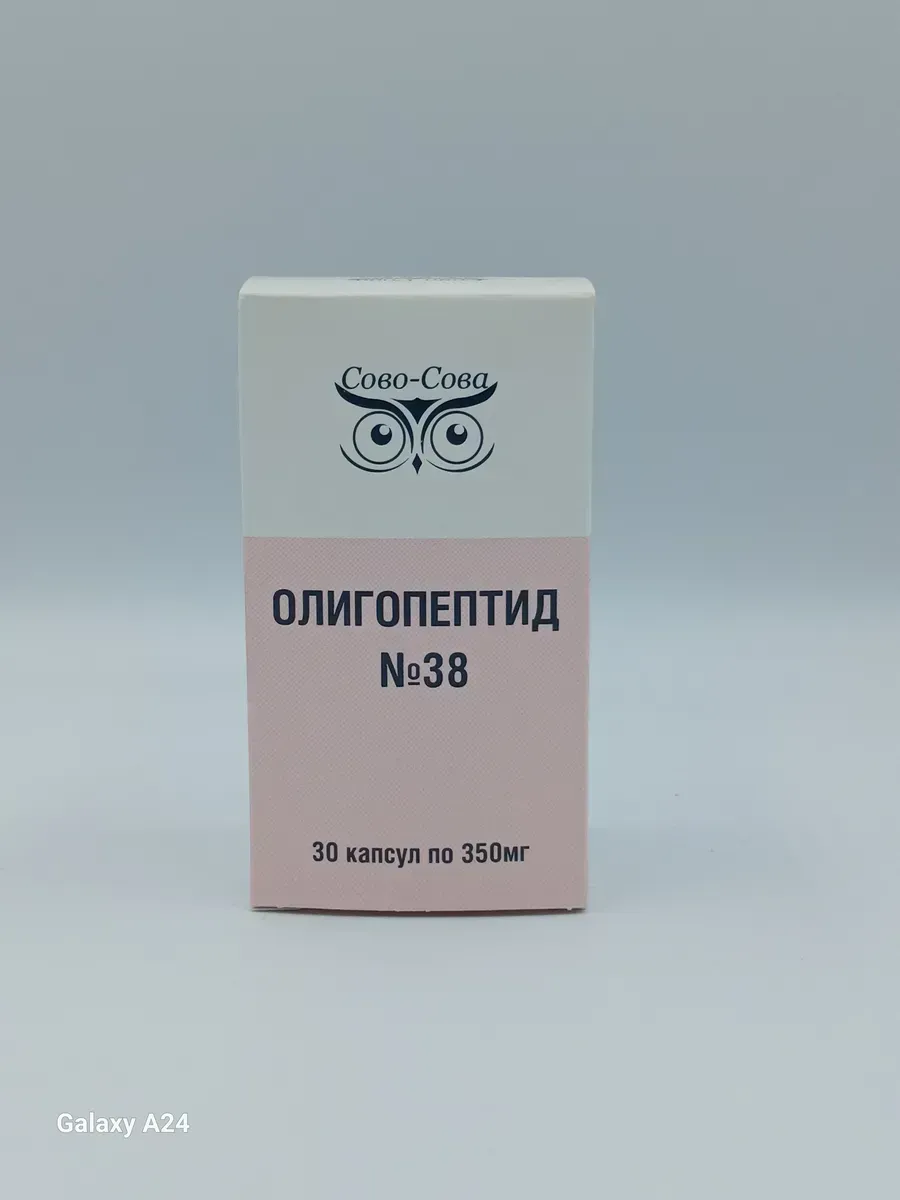 Сово-Сова
ОЛИГОПЕПТИД
№38
30 капсул по 350мг
Galaxy A24